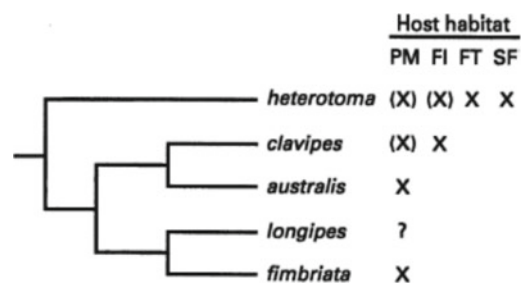 Host habitat
PM FI FT SF
heterotoma (X) (X) X X
clavipes (X) X
australis X
longipes ?
fimbriata X